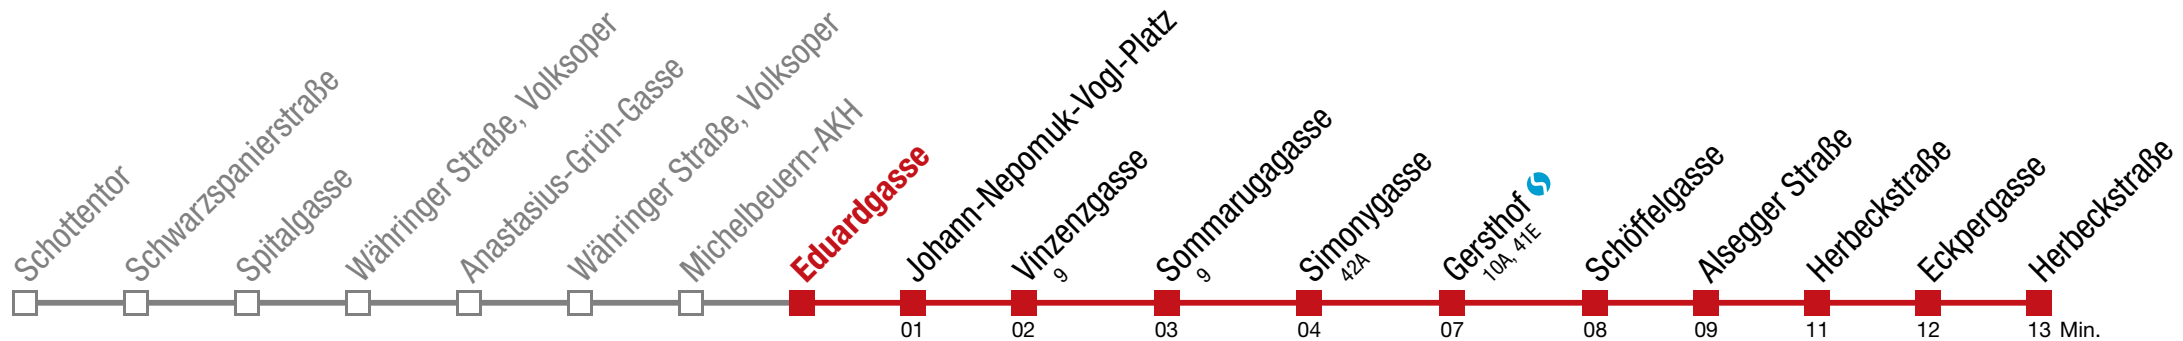 Schottentor
Schwarzspanierstraße
Spitalgasse
Währinger Straße, Volksoper
Anastasius-Grün-Gasse
Währinger Straße, Volksoper
Michelbeuern-AKH
Eduardgasse
Johann-Nepomuk-Vogl-Platz
Vinzenzgasse
9
Sommarugagasse
9
Simonygasse
42A
Gersthof
10A, 41E
Schöffelgasse
Alsegger Straße
Herbeckstraße
Eckpergasse
Herbeckstraße
01 02 03 04 07 08 09 11 12 13 Min.